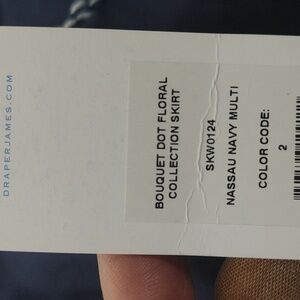 DRAPERJAMES.COM
BOUQUET DOT FLORAL
COLLECTION SKIRT
SKW0124
NASSAU NAVY MULTI
COLOR CODE:
2